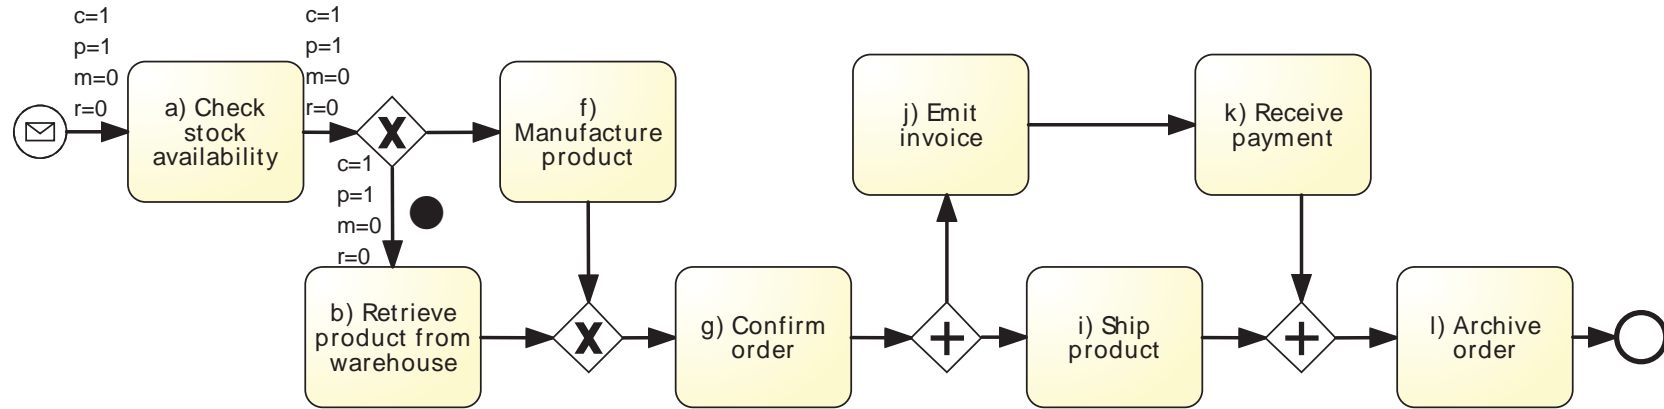 c=1
p=1
m=0
r=0
a) Check
stock
availability
c=1
p=1
m=0
r=0
X
c=1
p=1
m=0
r=0
f)
Manufacture
product
b) Retrieve
product from
warehouse
X
g) Confirm
order
+
j) Emit
invoice
k) Receive
payment
i) Ship
product
+
l) Archive
order